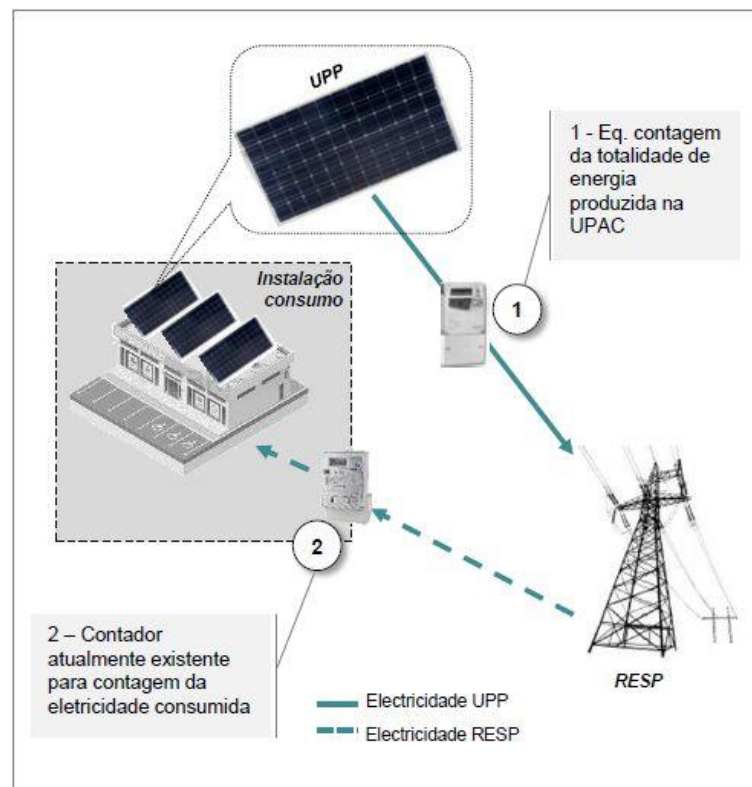 UPP
1 - Eq. contagem
da totalidade de
energia
produzida na
UPAC
Instalação
consumo
1
2
2 – Contador
atualmente existente
para contagem da
eletricidade consumida
RESP
Electricidade UPP
Electricidade RESP